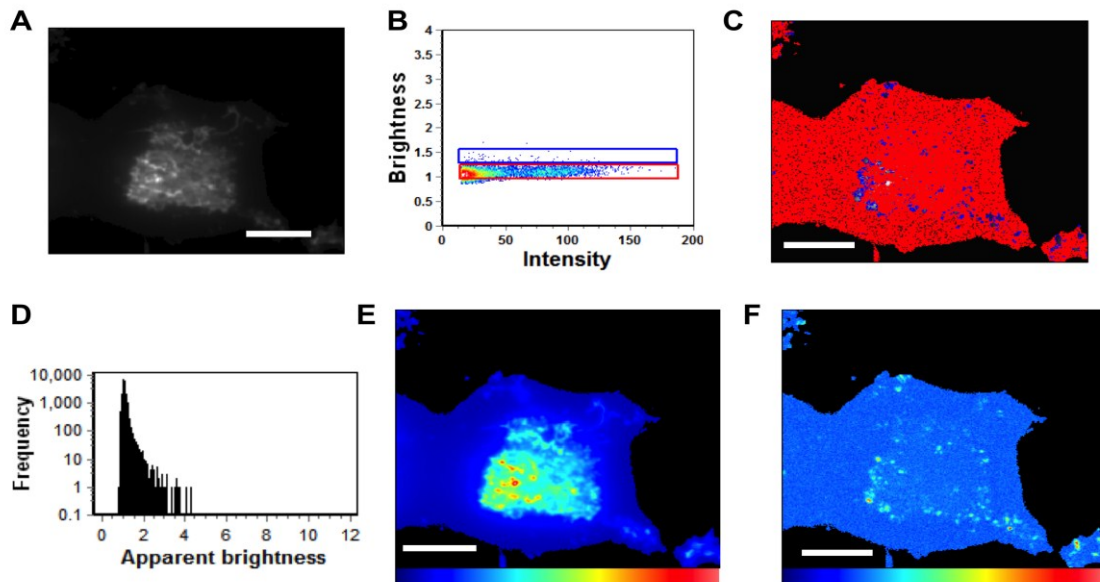 A
B
4
3.5
3
2.5
2
1.5
1
0.5
0
Brightness
0 50 100 150 200
Intensity
C
D
10,000
1,000
100
10
1
0.1
Frequency
0 2 4 6 8 10 12
Apparent brightness
E
F